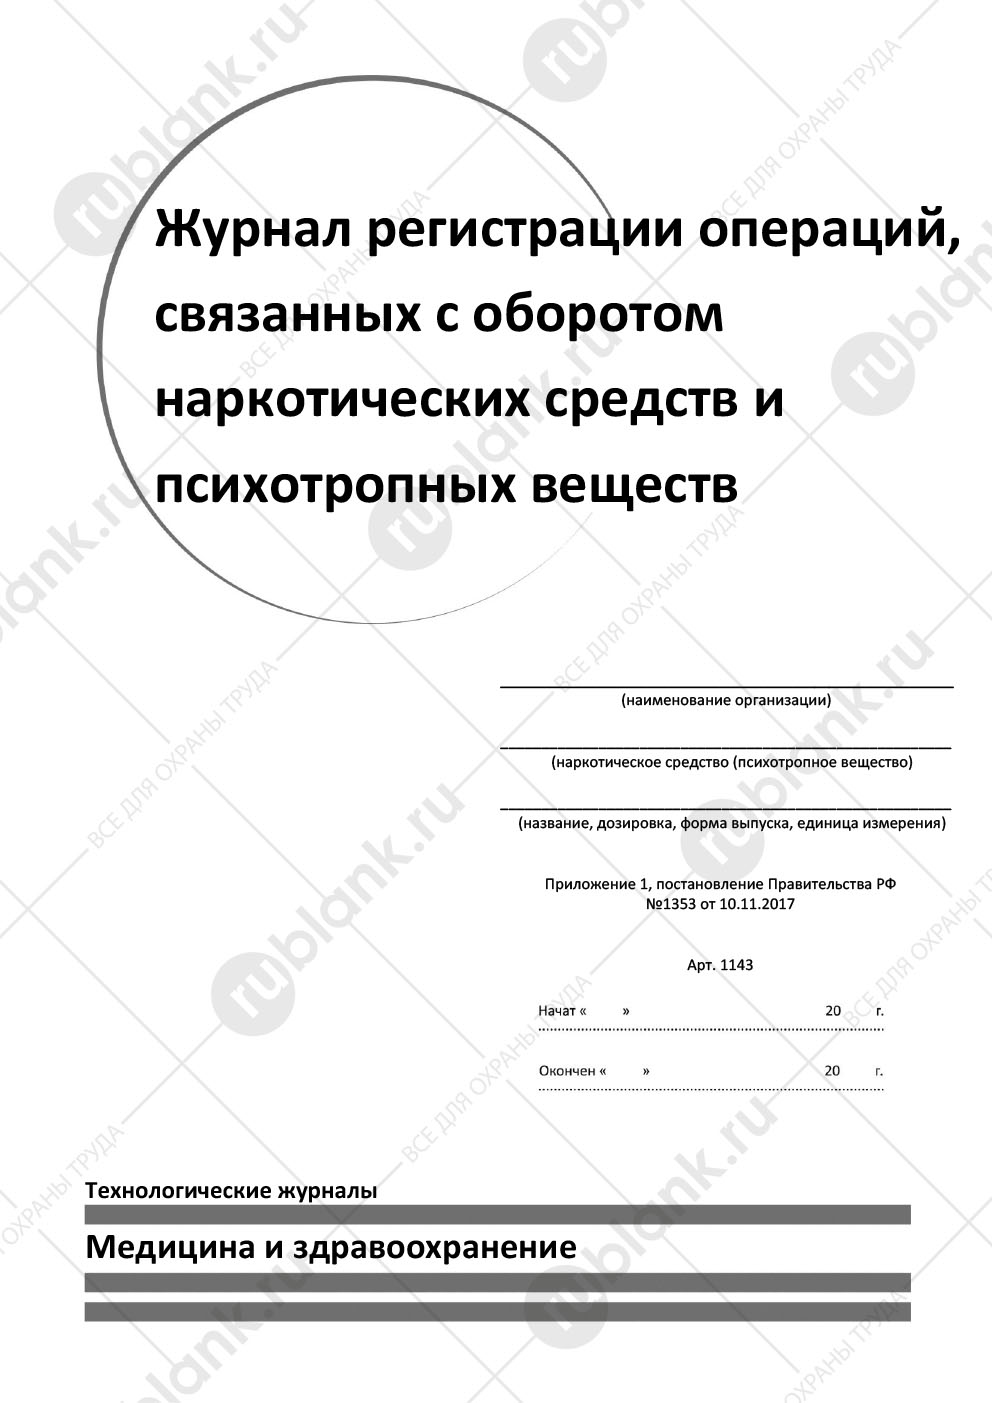 Журнал регистрации операций,
связанных с оборотом
наркотических средств и
психотропных веществ
(наименование организации)
(наркотическое средство (психотропное вещество)
(название, дозировка, форма выпуска, единица измерения)
Приложение 1, постановление Правительства РФ
№1353 от 10.11.2017
Арт. 1143
Начат « » 20 г.
Окончен « » 20 г.
Технологические журналы
Медицина и здравоохранение
rublank.ru
ВСЕ ДЛЯ ОХРАНЫ ТРУДА